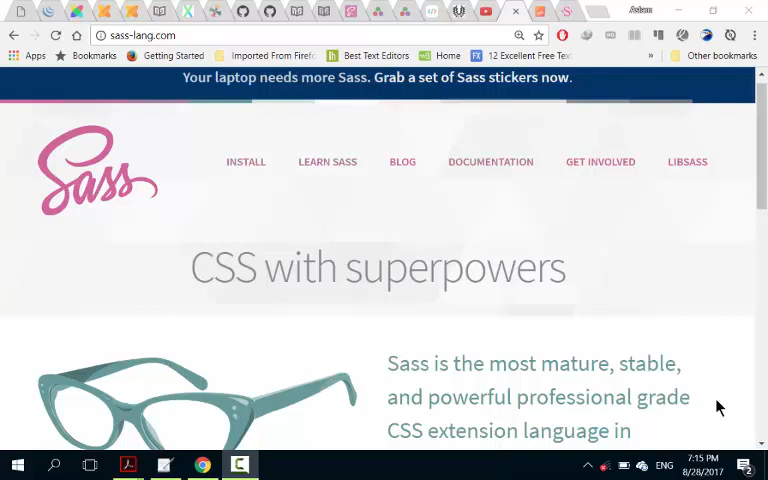 Aslam
sass-lang.com
Apps
Bookmarks
Getting Started
Imported From Firef
Best Text Editors
Home
12 Excellent Free Tex
»
Other bookmarks
Your laptop needs more Sass. Grab a set of Sass stickers now.
Sass
INSTALL
LEARN SASS
BLOG
DOCUMENTATION
GET INVOLVED
LIBSASS
CSS with superpowers
Sass is the most mature, stable,
and powerful professional grade
CSS extension language in
ENG
7:15 PM
8/28/2017
2